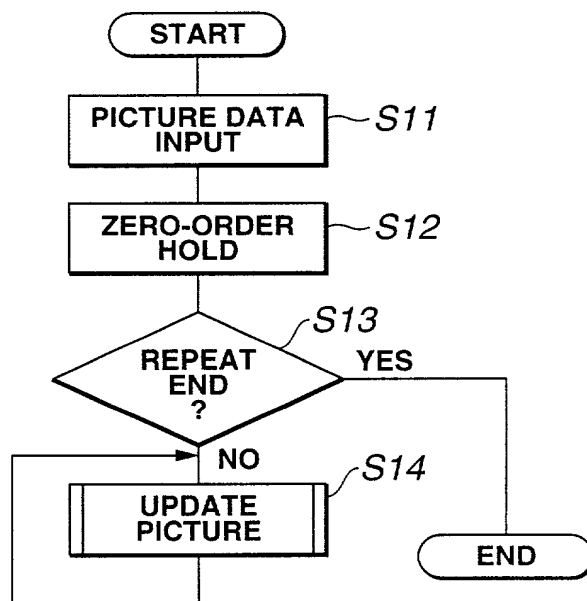 START
PICTURE DATA
INPUT
S11
ZERO-ORDER
HOLD
S12
S13
REPEAT
END
?
YES
NO
S14
UPDATE
PICTURE
END